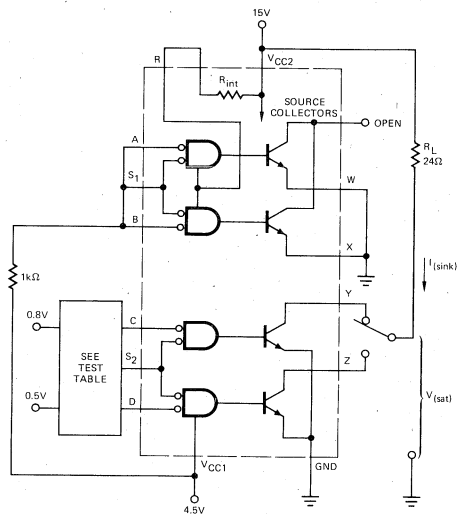 15V
VCC2
R
Rint
SOURCE
COLLECTORS
OPEN
A
RL
24Ω
W
S1
B
X
I(sink)
1kΩ
Y
0.8V
C
SEE
TEST
TABLE
S2
Z
V(sat)
0.5V
D
VCC1
GND
4.5V